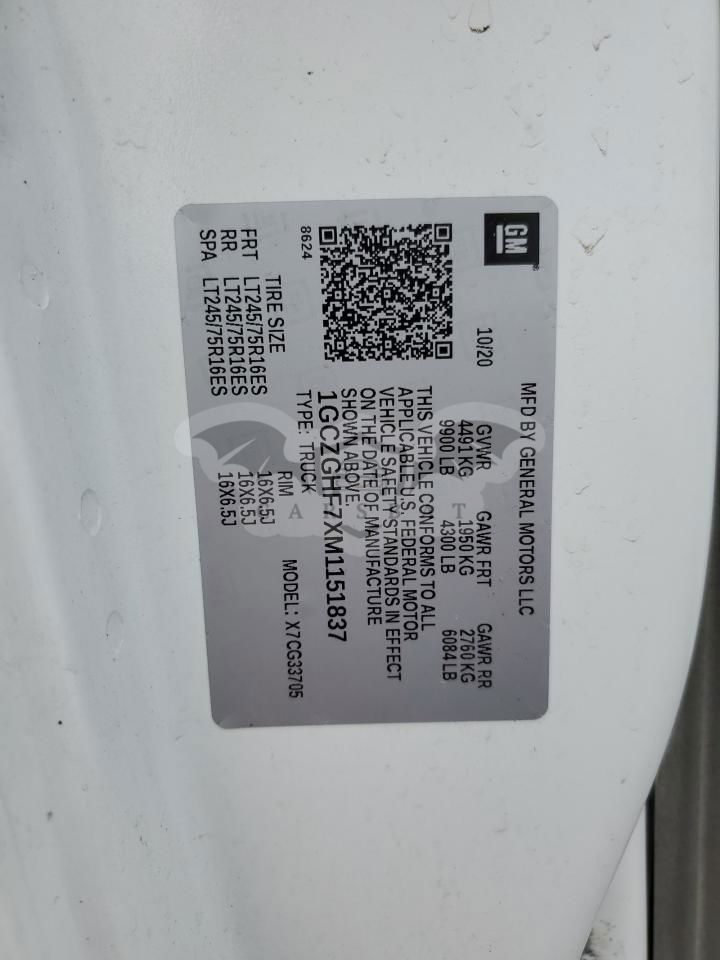 GM
MFD BY GENERAL MOTORS LLC
10/20
GVWR GAWR FRT GAWR RR
4491 KG 1950 KG 2760 KG
9900 LB 4300 LB 6084 LB
THIS VEHICLE CONFORMS TO ALL
APPLICABLE U.S. FEDERAL MOTOR
VEHICLE SAFETY STANDARDS IN EFFECT
ON THE DATE OF MANUFACTURE
SHOWN ABOVE.
1GCZGHF7XM1151837
8624
TYPE: TRUCK MODEL: X7CG33705
TIRE SIZE RIM
FRT LT245/75R16ES 16X6.5J
RR LT245/75R16ES 16X6.5J
SPA LT245/75R16ES 16X6.5J